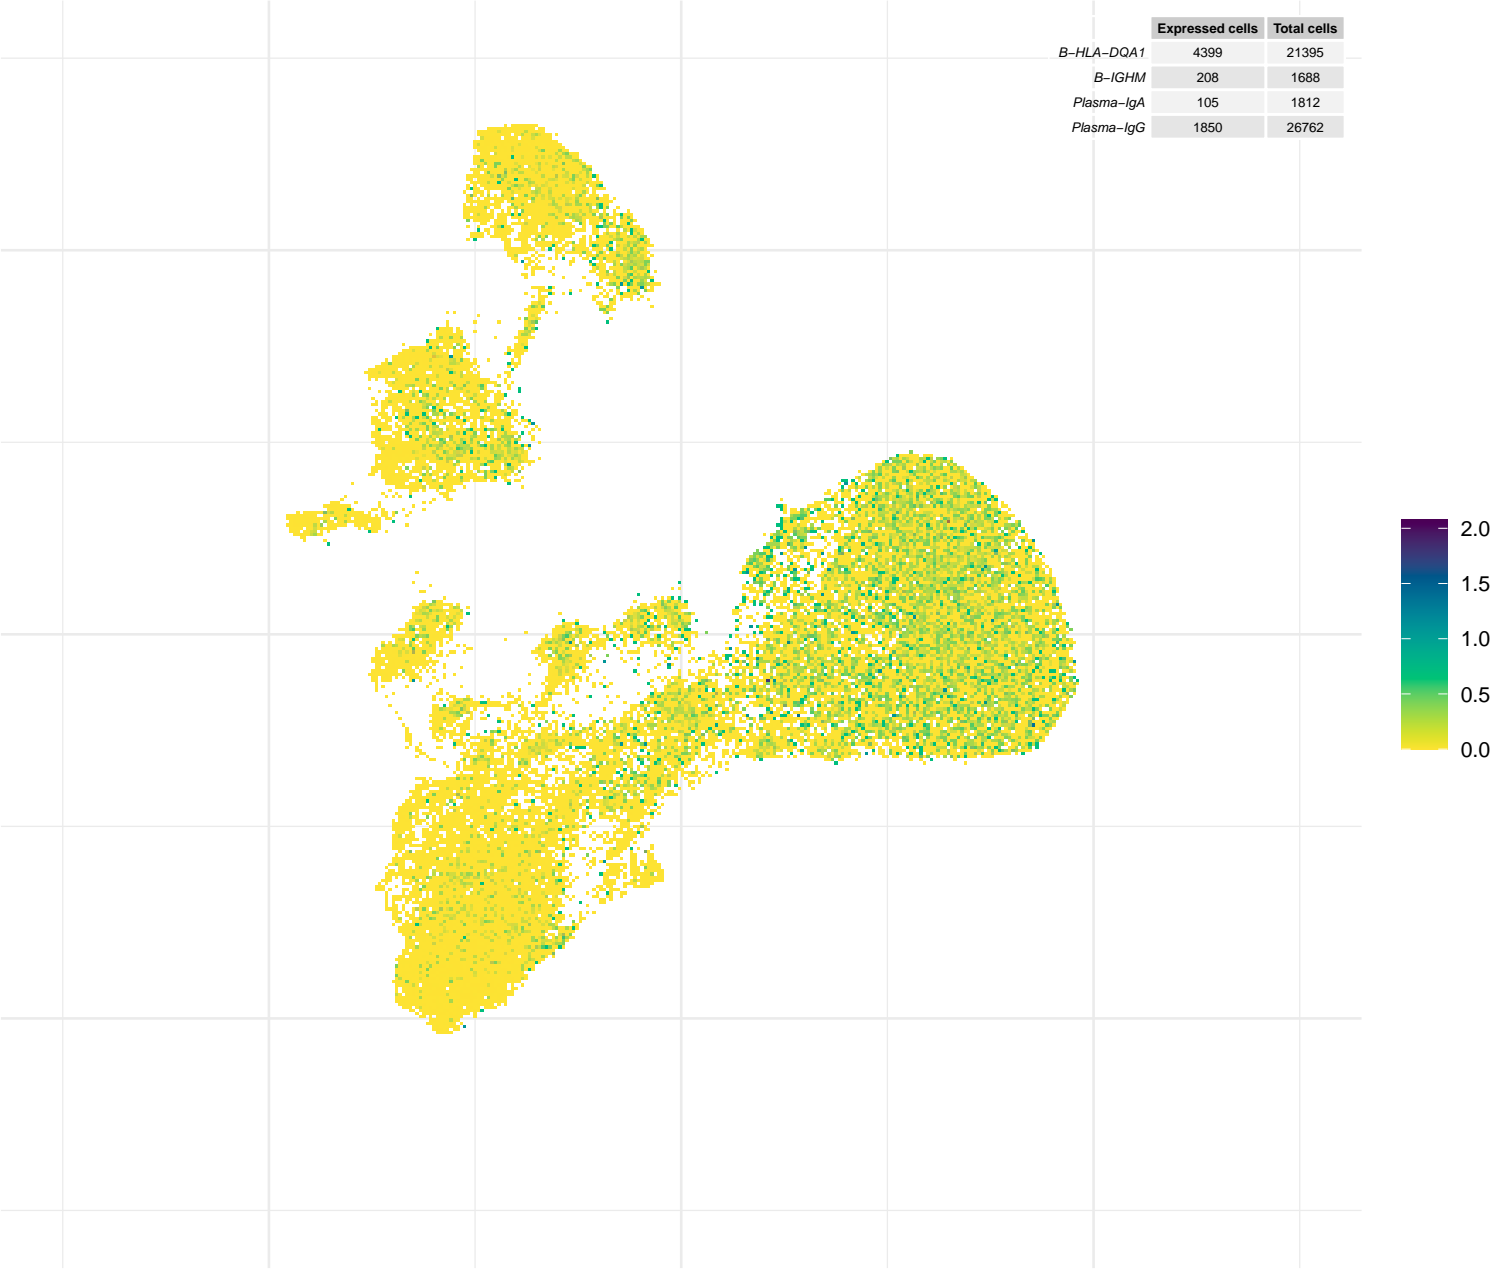 Expressed cells Total cells
B−HLA−DQA1 4399 21395
B−IGHM 208 1688
Plasma−IgA 105 1812
Plasma−IgG 1850 26762
2.0
1.5
1.0
0.5
0.0